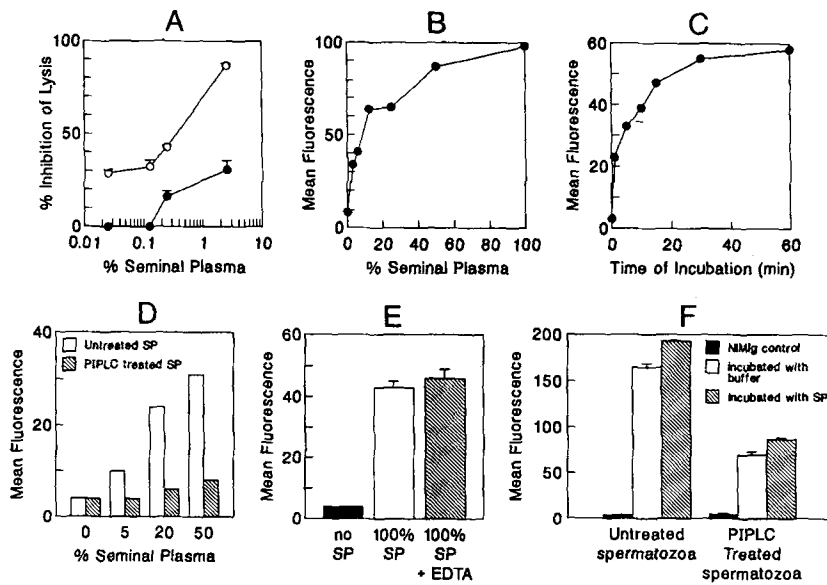 A
% Inhibition of Lysis
100
50
0
0.01 0.1 1 10
% Seminal Plasma
B
Mean Fluorescence
100
50
0
0 20 40 60 80 100
% Seminal Plasma
C
Mean Fluorescence
60
40
20
0
0 20 40 60
Time of Incubation (min)
D
Mean Fluorescence
40
20
0
Untreated SP
PIPLC treated SP
0 5 20 50
% Seminal Plasma
E
Mean Fluorescence
60
40
20
0
no SP
100% SP
100% SP + EDTA
F
Mean Fluorescence
200
150
100
50
0
NIMIg control
incubated with
buffer
Incubated with SP
Untreated
spermatozoa
PIPLC
Treated
spermatozoa